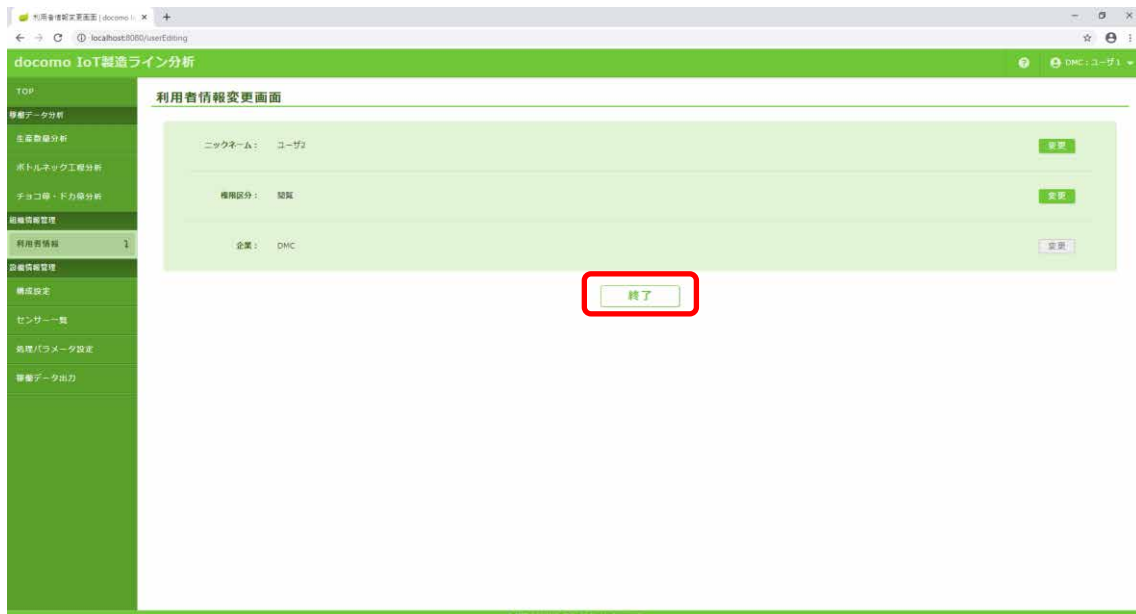 利用者情報変更画面 | docomo I
localhost:8080/userEditing
docomo IoT製造ライン分析
DMC : ユーザ1
TOP
利用者情報変更画面
稼働データ分析
生産数量分析
ニックネーム : ユーザ2 変更
ボトルネック工程分析
チョコ停・ドカ停分析
権限区分 : 閲覧 変更
組織情報管理
利用者情報
企業 : DMC 変更
設備情報管理
構成設定
終了
センサー一覧
処理パラメータ設定
稼働データ出力